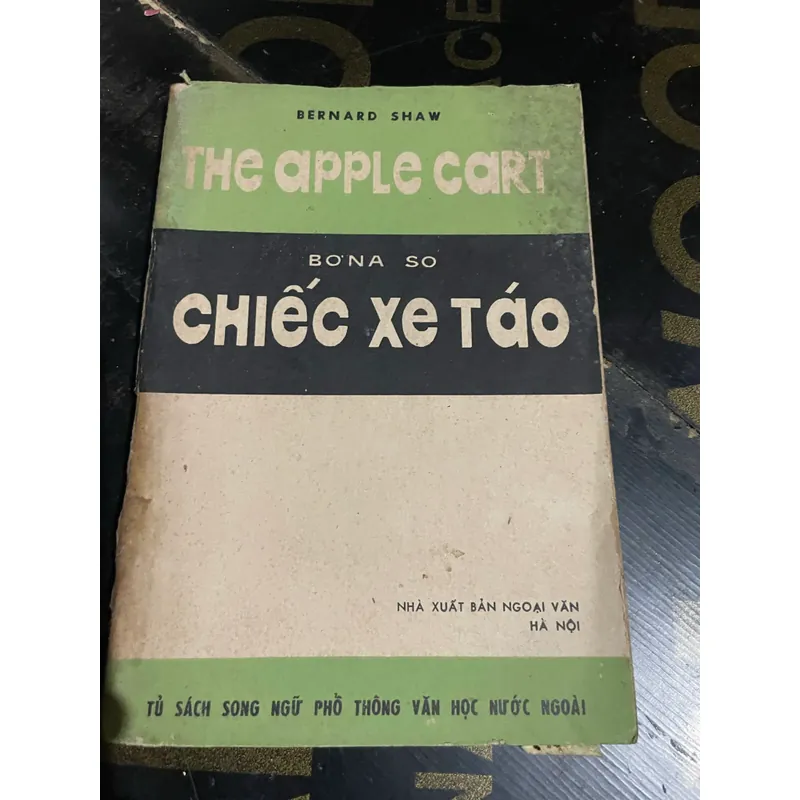 BERNARD SHAW
THe aPPLe CaRT
BƠNA SO
CHIẾC Xe Táo
NHÀ XUẤT BẢN NGOẠI VĂN
HÀ NỘI
TỦ SÁCH SONG NGỮ PHỔ THÔNG VĂN HỌC NƯỚC NGOÀI